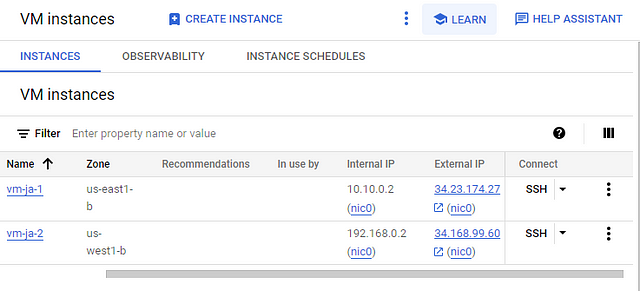 VM instances CREATE INSTANCE LEARN HELP ASSISTANT
INSTANCES OBSERVABILITY INSTANCE SCHEDULES
VM instances
Filter Enter property name or value
Name Zone Recommendations In use by Internal IP External IP Connect
vm-ja-1 us-east1- 10.10.0.2 34.23.174.27 SSH
b (nic0) (nic0)
vm-ja-2 us- 192.168.0.2 34.168.99.60 SSH
west1-b (nic0) (nic0)